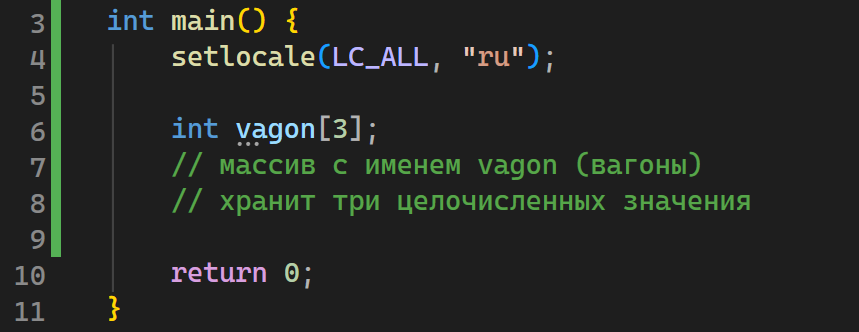 3 int main() {
4 setlocale(LC_ALL, "ru");
5
6 int vagon[3];
7 // массив с именем vagon (вагоны)
8 // хранит три целочисленных значения
9
10 return 0;
11 }